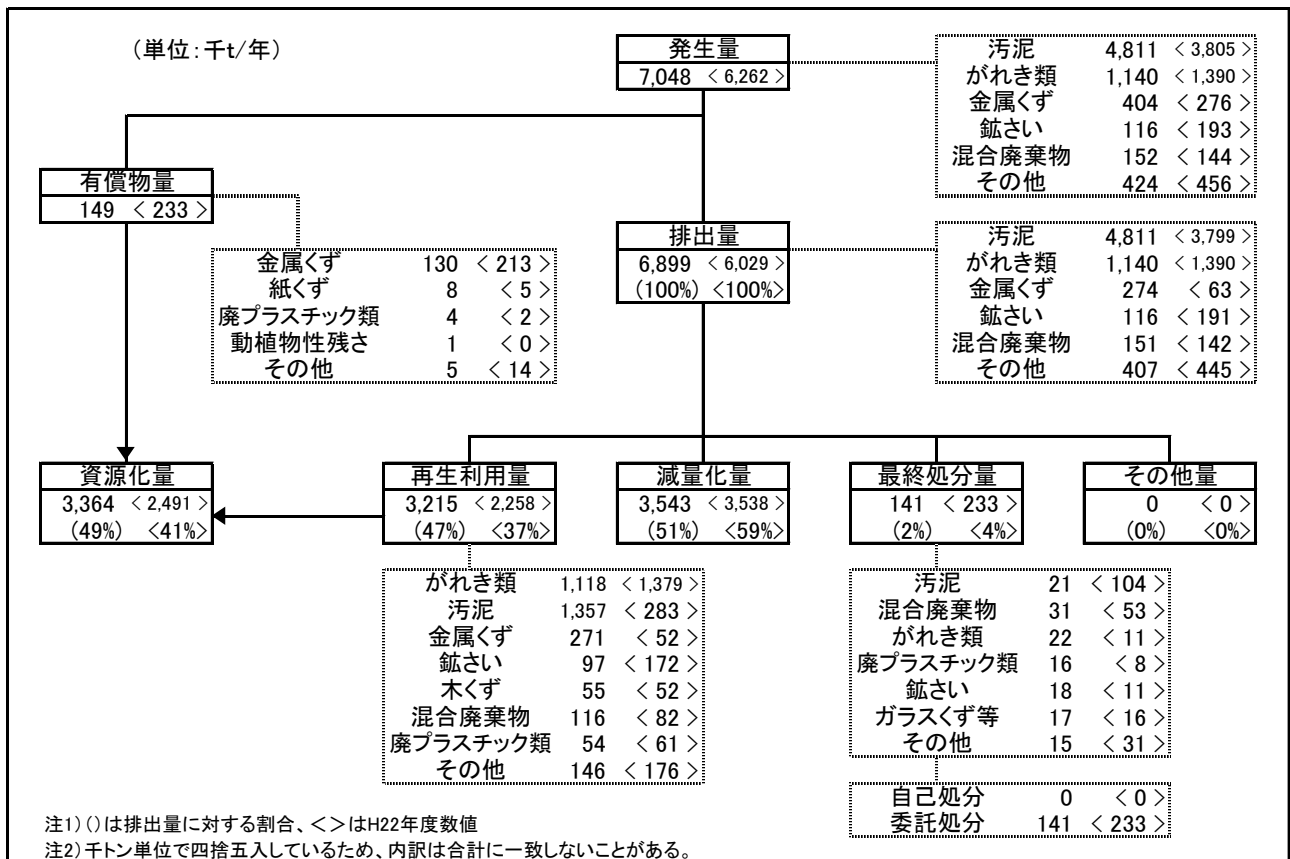 (単位:千t/年)
発生量
7,048 < 6,262 >
汚泥 4,811 < 3,805 >
がれき類 1,140 < 1,390 >
金属くず 404 < 276 >
鉱さい 116 < 193 >
混合廃棄物 152 < 144 >
その他 424 < 456 >
有償物量
149 < 233 >
金属くず 130 < 213 >
紙くず 8 < 5 >
廃プラスチック類 4 < 2 >
動植物性残さ 1 < 0 >
その他 5 < 14 >
排出量
6,899 < 6,029 >
(100%) <100%>
汚泥 4,811 < 3,799 >
がれき類 1,140 < 1,390 >
金属くず 274 < 63 >
鉱さい 116 < 191 >
混合廃棄物 151 < 142 >
その他 407 < 445 >
資源化量
3,364 < 2,491 >
(49%) <41%>
再生利用量
3,215 < 2,258 >
(47%) <37%>
減量化量
3,543 < 3,538 >
(51%) <59%>
最終処分量
141 < 233 >
(2%) <4%>
その他量
0 < 0 >
(0%) <0%>
がれき類 1,118 < 1,379 >
汚泥 1,357 < 283 >
金属くず 271 < 52 >
鉱さい 97 < 172 >
木くず 55 < 52 >
混合廃棄物 116 < 82 >
廃プラスチック類 54 < 61 >
その他 146 < 176 >
汚泥 21 < 104 >
混合廃棄物 31 < 53 >
がれき類 22 < 11 >
廃プラスチック類 16 < 8 >
鉱さい 18 < 11 >
ガラスくず等 17 < 16 >
その他 15 < 31 >
自己処分 0 < 0 >
委託処分 141 < 233 >
注1)()は排出量に対する割合、<>はH22年度数値
注2)千トン単位で四捨五入しているため、内訳は合計に一致しないことがある。